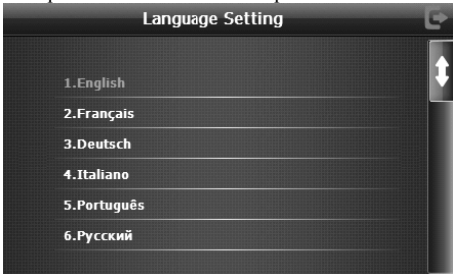 Language Setting
1.English
2.Français
3.Deutsch
4.Italiano
5.Português
6.Русский